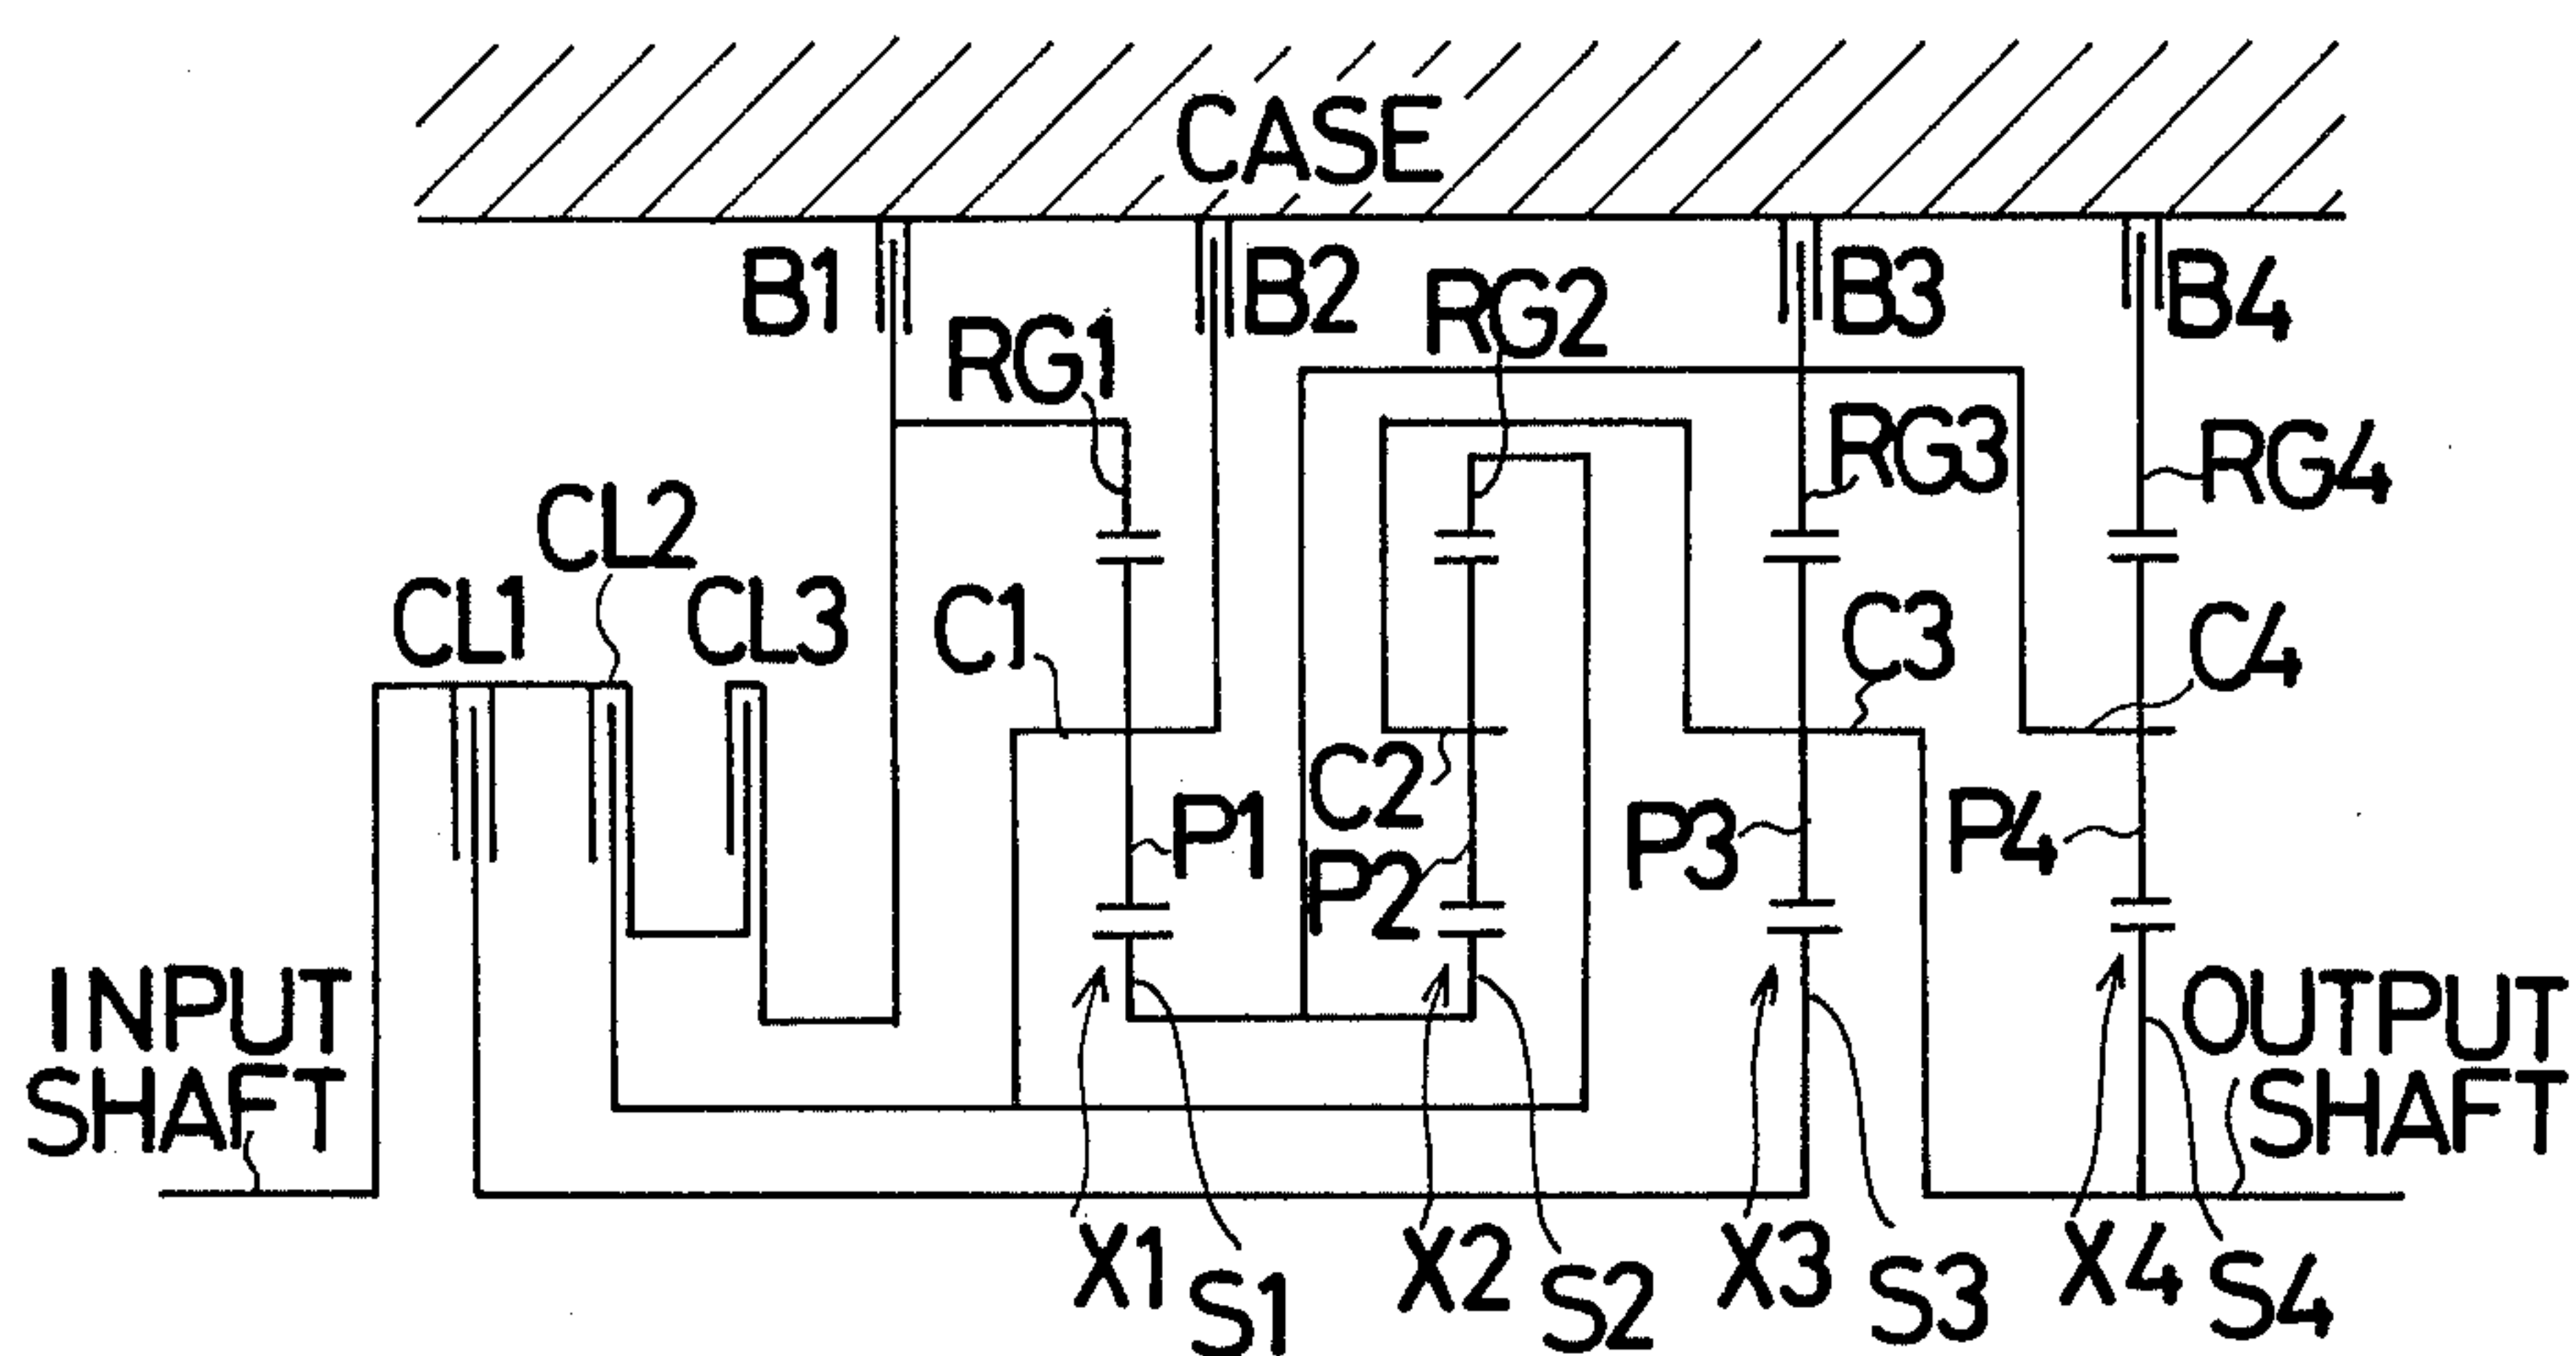 CASE
B1
B2
B3
B4
RG1
RG2
RG3
RG4
CL1
CL2
CL3
C1
C2
C3
C4
P1
P2
P3
P4
INPUT
SHAFT
OUTPUT
SHAFT
X1
S1
X2
S2
X3
S3
X4
S4